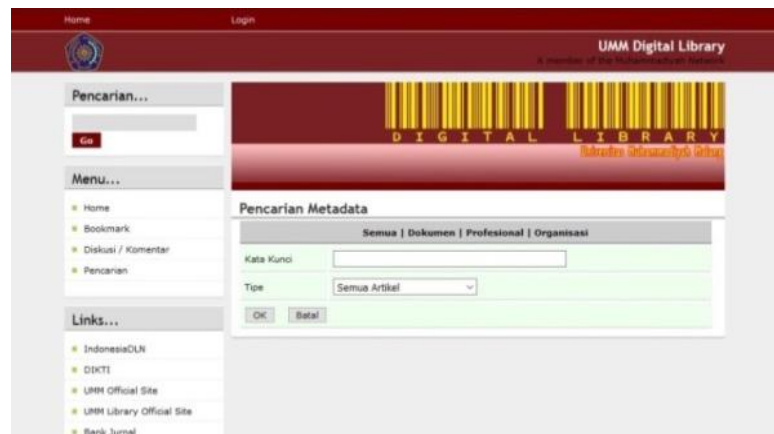 Home
Login
UMM Digital Library
A member of the Muhammadiyah Network
Pencarian...
Go
DIGITAL LIBRARY
Universitas Muhammadiyah Malang
Menu...
Home
Bookmark
Diskusi / Komentar
Pencarian
Pencarian Metadata
Semua | Dokumen | Profesional | Organisasi
Kata Kunci
Tipe
Semua Artikel
OK
Batal
Links...
IndonesiaDLN
DIKTI
UMM Official Site
UMM Library Official Site
Bank Jurnal